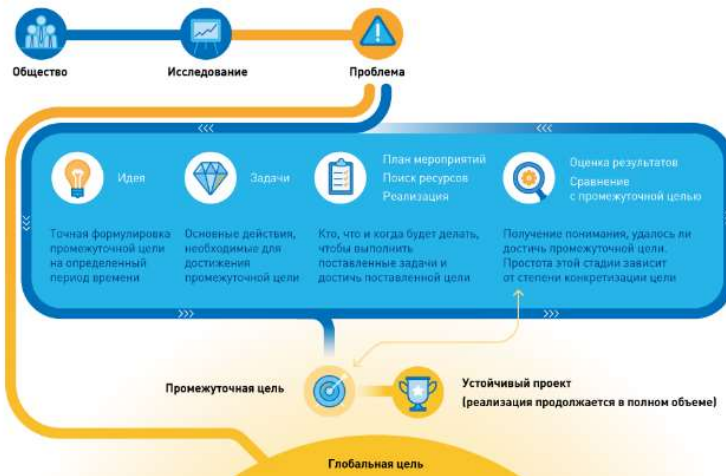 Общество
Исследование
Проблема
Идея
Точная формулировка
промежуточной цели
на определенный
период времени
Задачи
Основные действия,
необходимые для
достижения
промежуточной цели
План мероприятий
Поиск ресурсов
Реализация
Кто, что и когда будет делать,
чтобы выполнить
поставленные задачи и
достичь поставленной цели
Оценка результатов
Сравнение
с промежуточной целью
Получение понимания, удалось ли
достичь промежуточной цели.
Простота этой стадии зависит
от степени конкретизации цели
Промежуточная цель
Устойчивый проект
(реализация продолжается в полном объеме)
Глобальная цель